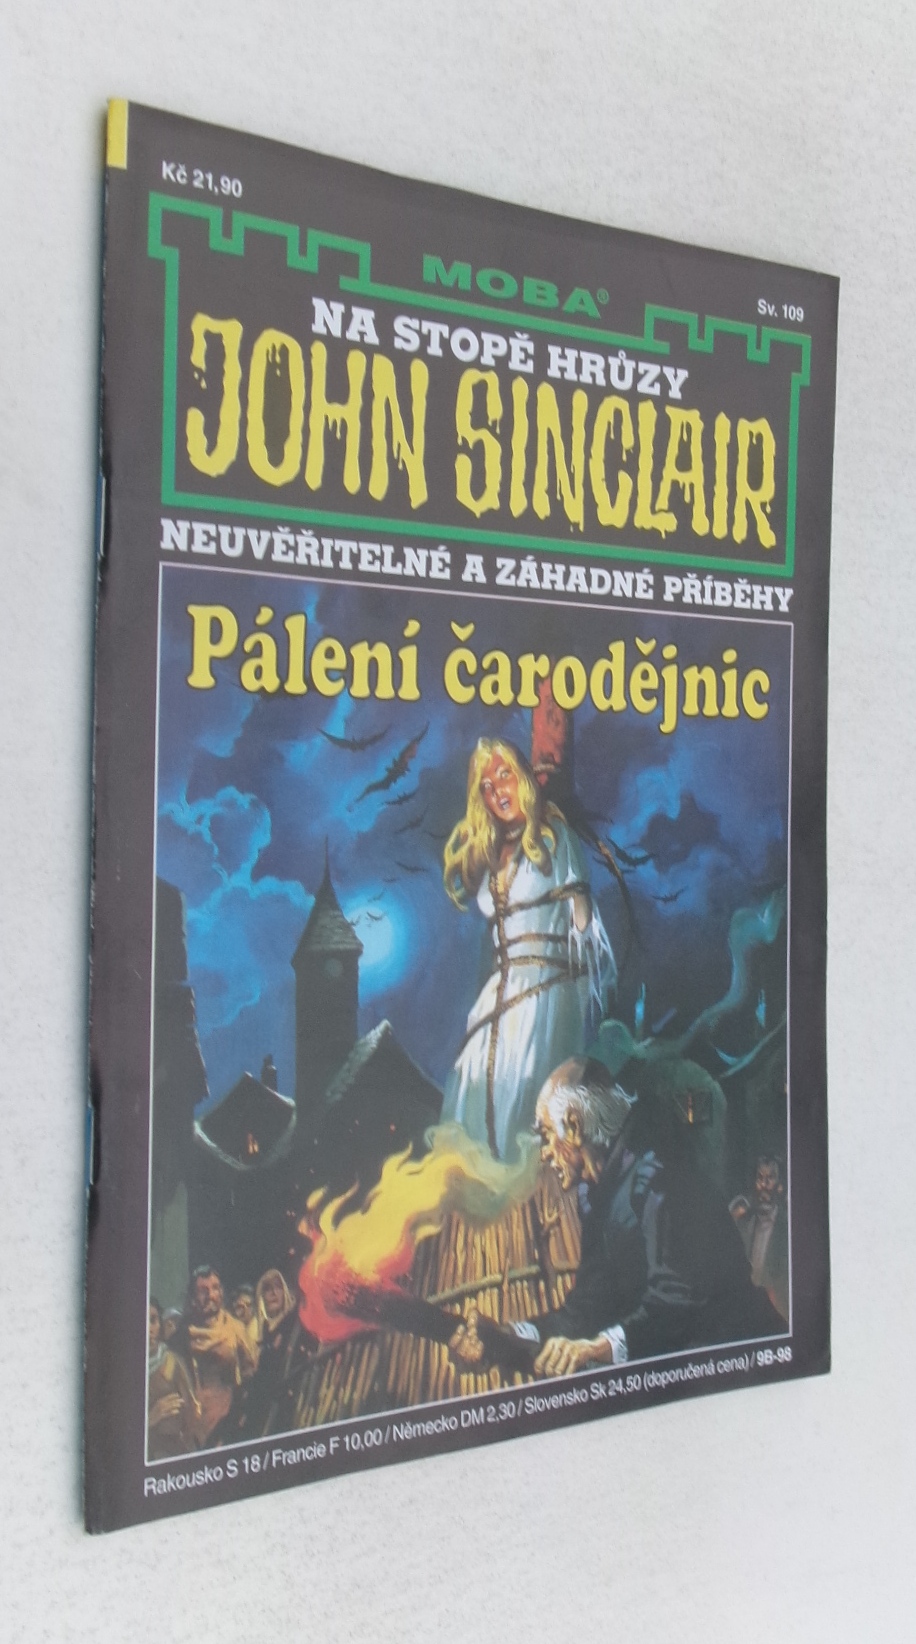 Kč 21,90
MOBA®
Sv. 109
NA STOPĚ HRŮZY
JOHN SINCLAIR
NEUVĚŘITELNÉ A ZÁHADNÉ PŘÍBĚHY
Pálení čarodějnic
Rakousko S 18 / Francie F 10,00 / Německo DM 2,30 / Slovensko Sk 24,50 (doporučená cena) / 9B-98